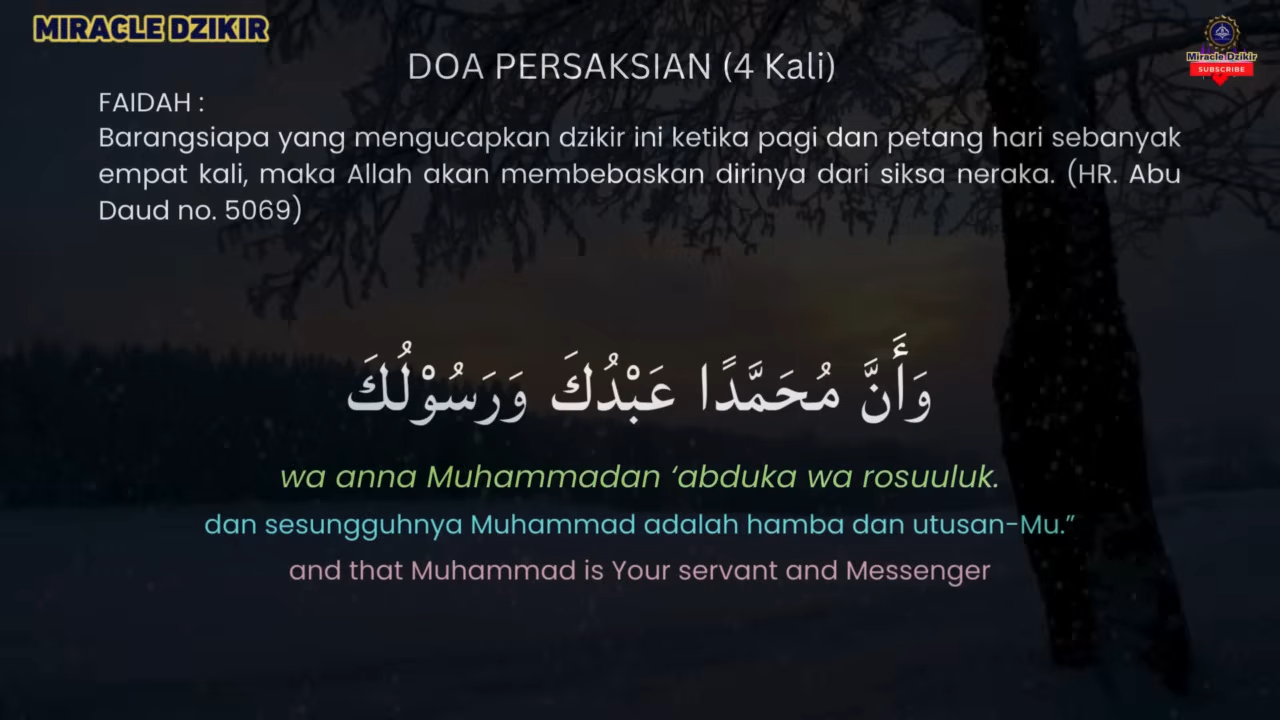 MIRACLE DZIKIR
Miracle Dzikir
SUBSCRIBE
DOA PERSAKSIAN (4 Kali)
FAIDAH :
Barangsiapa yang mengucapkan dzikir ini ketika pagi dan petang hari sebanyak
empat kali, maka Allah akan membebaskan dirinya dari siksa neraka. (HR. Abu
Daud no. 5069)
وَأَنَّ مُحَمَّدًا عَبْدُكَ وَرَسُوْلُكَ
wa anna Muhammadan ‘abduka wa rosuuluk.
dan sesungguhnya Muhammad adalah hamba dan utusan-Mu.”
and that Muhammad is Your servant and Messenger